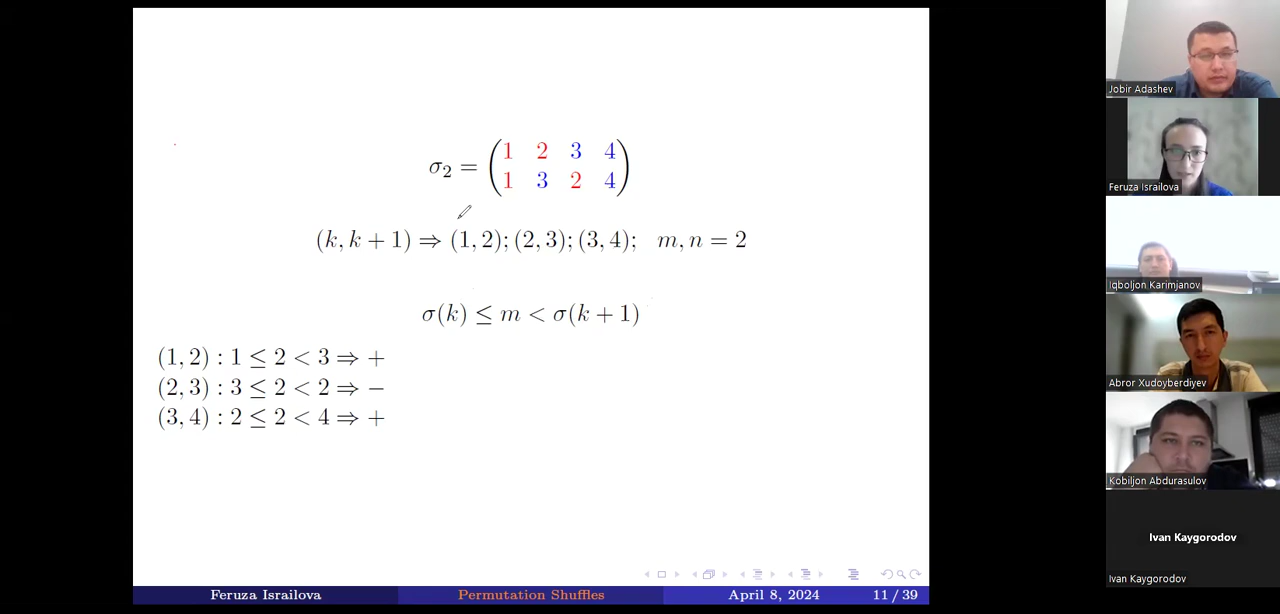 σ₂ = (1 2 3 4
1 3 2 4)
(k, k + 1) ⇒ (1, 2); (2, 3); (3, 4); m, n = 2
σ(k) ≤ m < σ(k + 1)
(1, 2) : 1 ≤ 2 < 3 ⇒ +
(2, 3) : 3 ≤ 2 < 2 ⇒ −
(3, 4) : 2 ≤ 2 < 4 ⇒ +
Feruza Israilova Permutation Shuffles April 8, 2024 11 / 39
Jobir Adashev
Feruza Israilova
Iqboljon Karimjanov
Abror Xudoyberdiyev
Kobiljon Abdurasulov
Ivan Kaygorodov
Ivan Kaygorodov